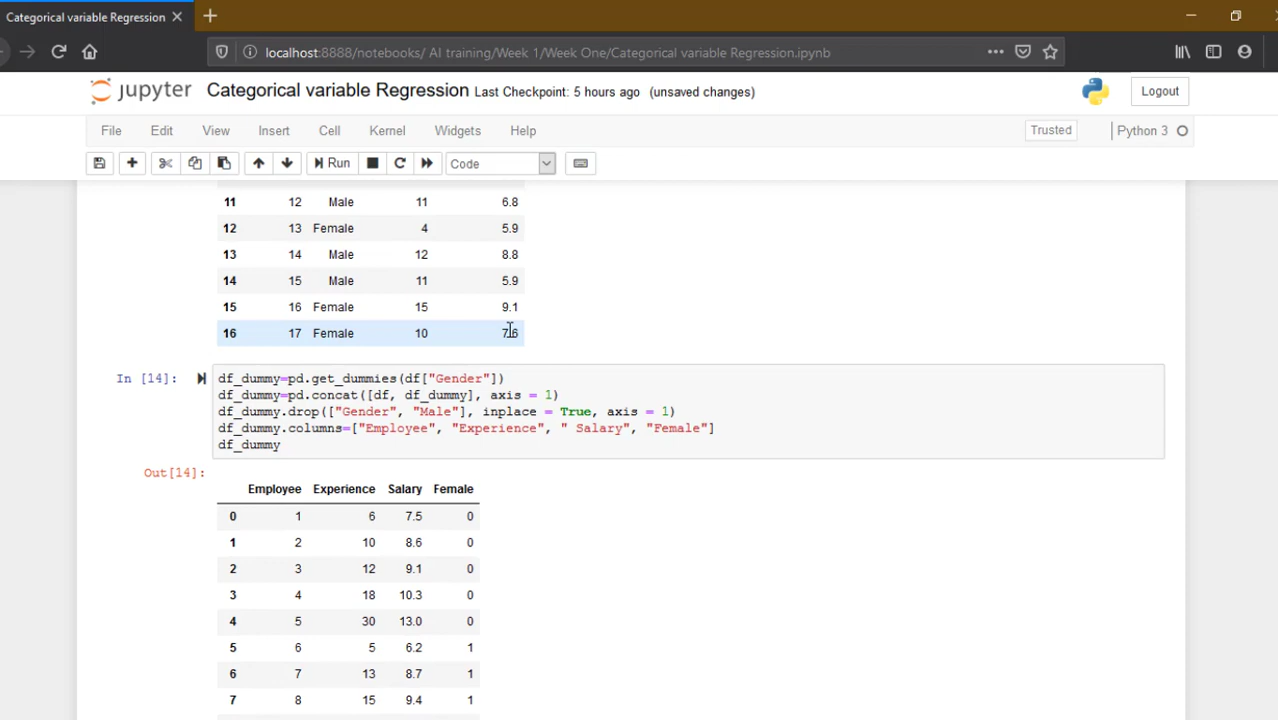 Categorical variable Regression
localhost:8888/notebooks/ AI training/Week 1/Week One/Categorical variable Regression.ipynb
jupyter Categorical variable Regression Last Checkpoint: 5 hours ago (unsaved changes) Logout
File Edit View Insert Cell Kernel Widgets Help Trusted Python 3
Run Code
11 12 Male 11 6.8
12 13 Female 4 5.9
13 14 Male 12 8.8
14 15 Male 11 5.9
15 16 Female 15 9.1
16 17 Female 10 7.6
In [14]: df_dummy=pd.get_dummies(df["Gender"])
df_dummy=pd.concat([df, df_dummy], axis = 1)
df_dummy.drop(["Gender", "Male"], inplace = True, axis = 1)
df_dummy.columns=["Employee", "Experience", " Salary", "Female"]
df_dummy
Out[14]:
Employee Experience Salary Female
0 1 6 7.5 0
1 2 10 8.6 0
2 3 12 9.1 0
3 4 18 10.3 0
4 5 30 13.0 0
5 6 5 6.2 1
6 7 13 8.7 1
7 8 15 9.4 1